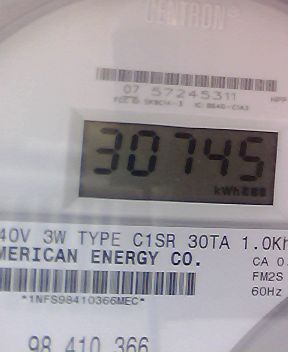 CENTRON®
07 57245311
30745
kWh
40V 3W TYPE C1SR 30TA 1.0Kh
MERICAN ENERGY CO.
CA 0.
FM2S
60Hz
*1NFS98410366MEC*
98 410 366